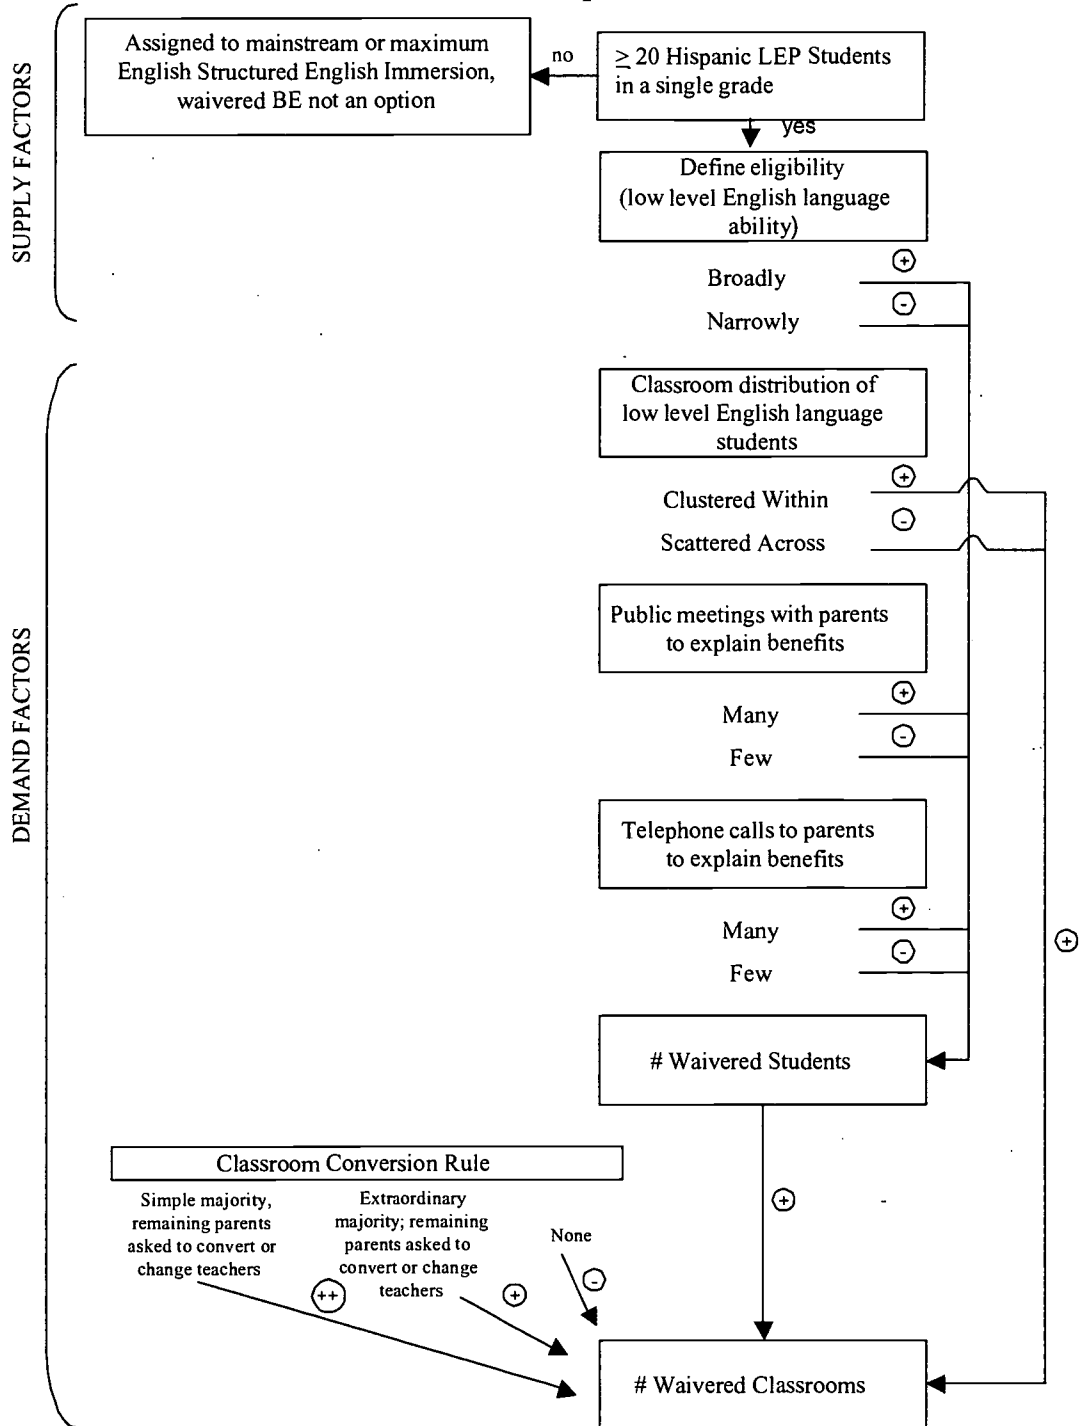 SUPPLY FACTORS
Assigned to mainstream or maximum
English Structured English Immersion,
waivered BE not an option
no
≥ 20 Hispanic LEP Students
in a single grade
yes
Define eligibility
(low level English language
ability)
+
Broadly
-
Narrowly
DEMAND FACTORS
Classroom distribution of
low level English language
students
+
Clustered Within
-
Scattered Across
Public meetings with parents
to explain benefits
+
Many
-
Few
Telephone calls to parents
to explain benefits
+
Many
-
Few
+
# Waivered Students
+
Classroom Conversion Rule
Simple majority,
remaining parents
asked to convert or
change teachers
++
Extraordinary
majority; remaining
parents asked to
convert or change
teachers
+
None
-
# Waivered Classrooms